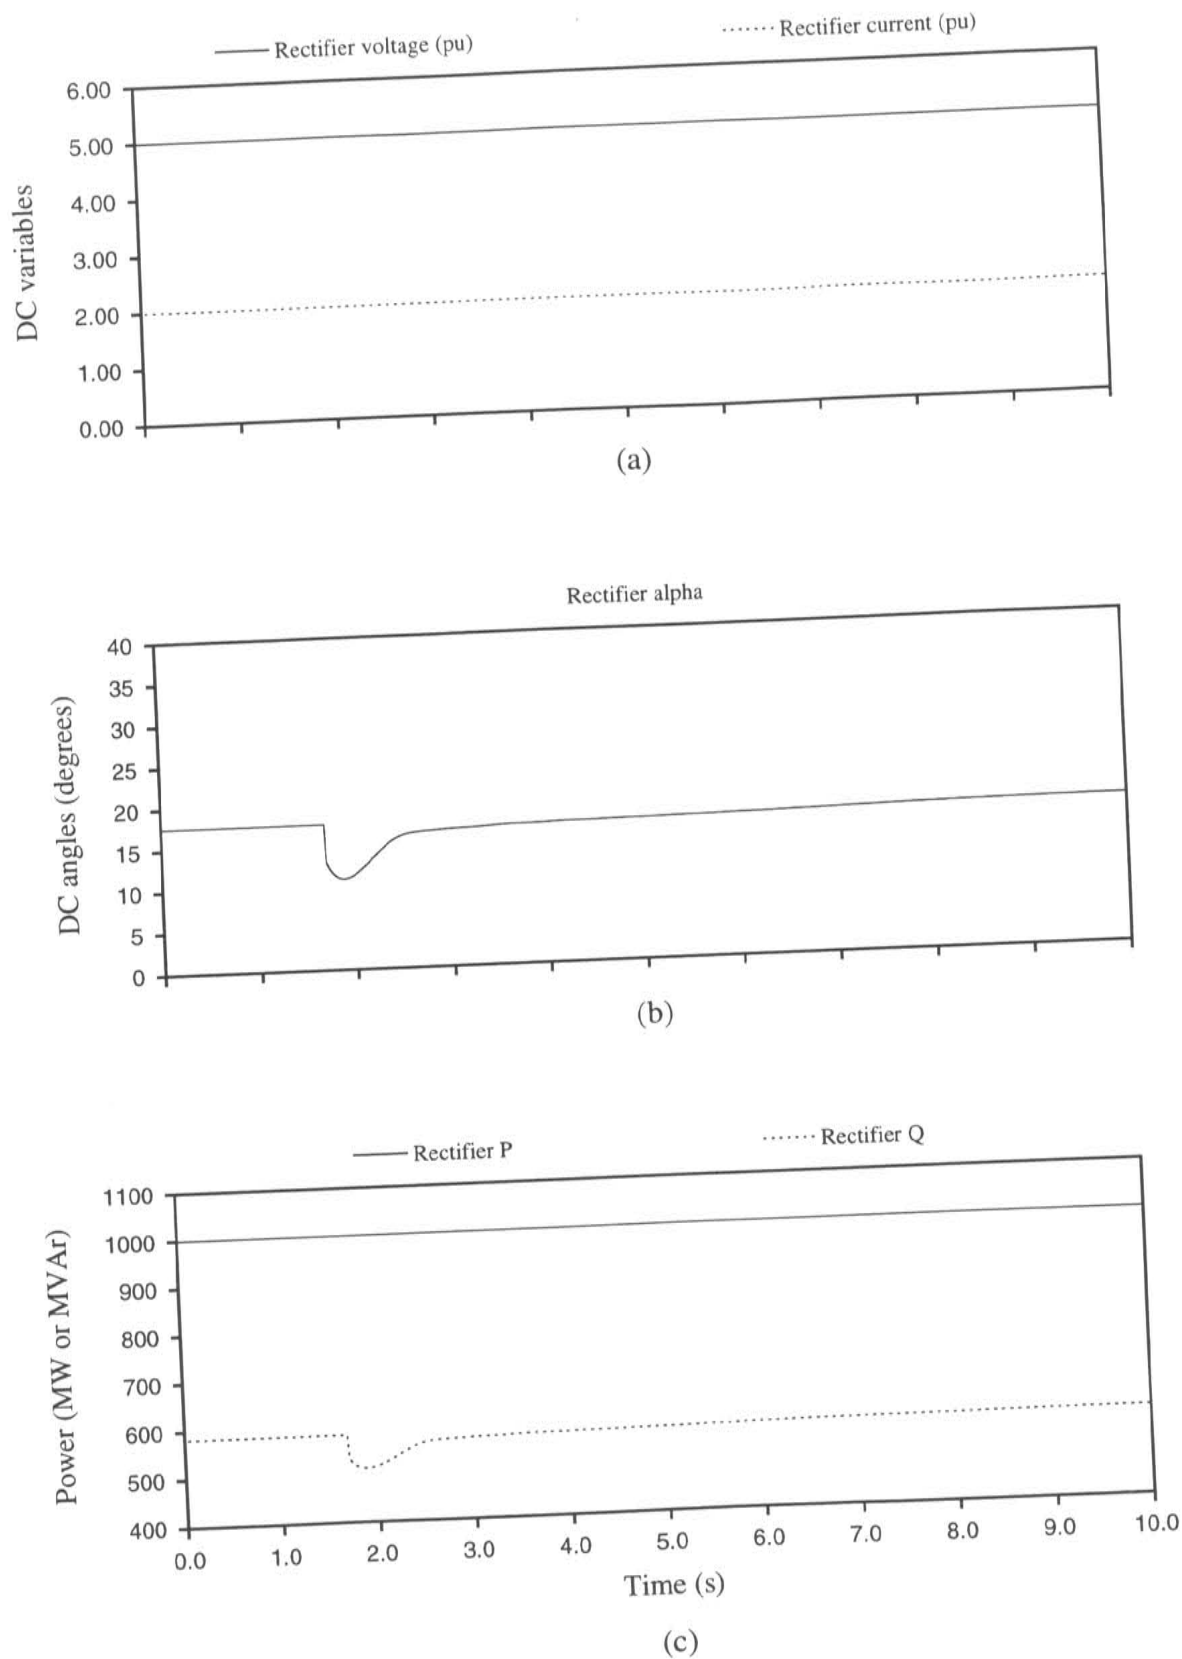 Rectifier voltage (pu) Rectifier current (pu)
6.00
5.00
4.00
3.00
2.00
1.00
0.00
DC variables
(a)
Rectifier alpha
40
35
30
25
20
15
10
5
0
DC angles (degrees)
(b)
Rectifier P Rectifier Q
1100
1000
900
800
700
600
500
400
Power (MW or MVAr)
0.0 1.0 2.0 3.0 4.0 5.0 6.0 7.0 8.0 9.0 10.0
Time (s)
(c)